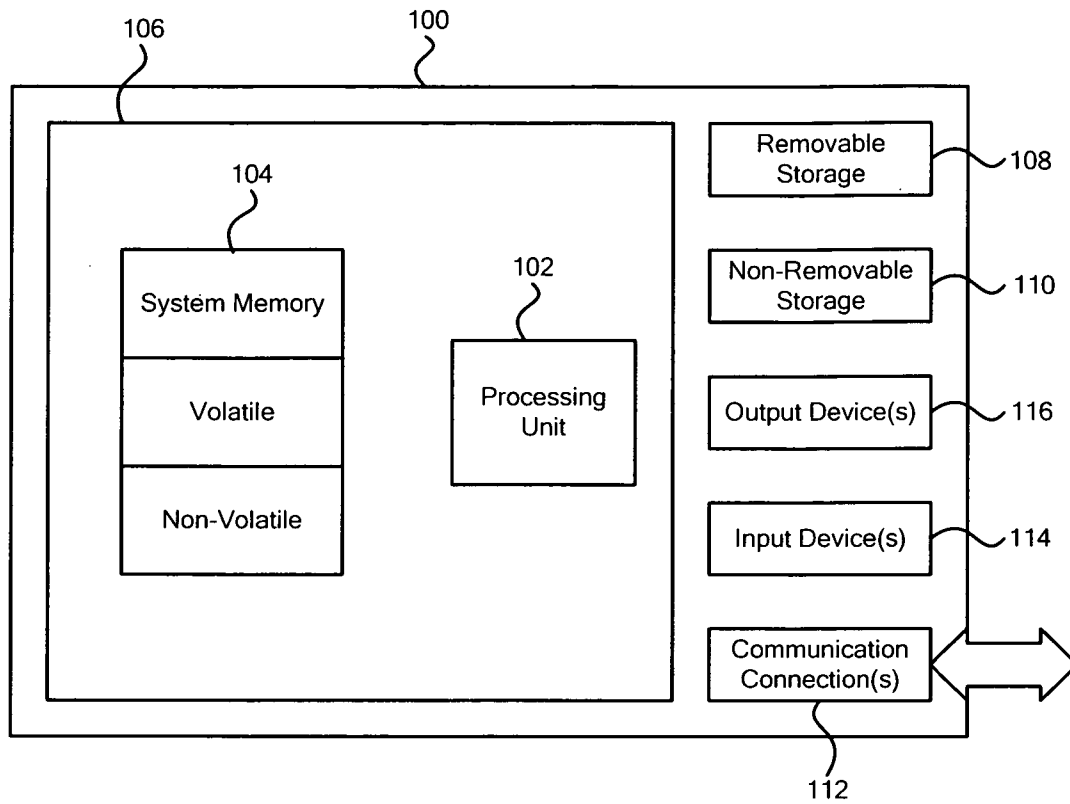 100
106
Removable
Storage
108
104
System Memory
Volatile
Non-Volatile
102
Processing
Unit
Non-Removable
Storage
110
Output Device(s)
116
Input Device(s)
114
Communication
Connection(s)
112